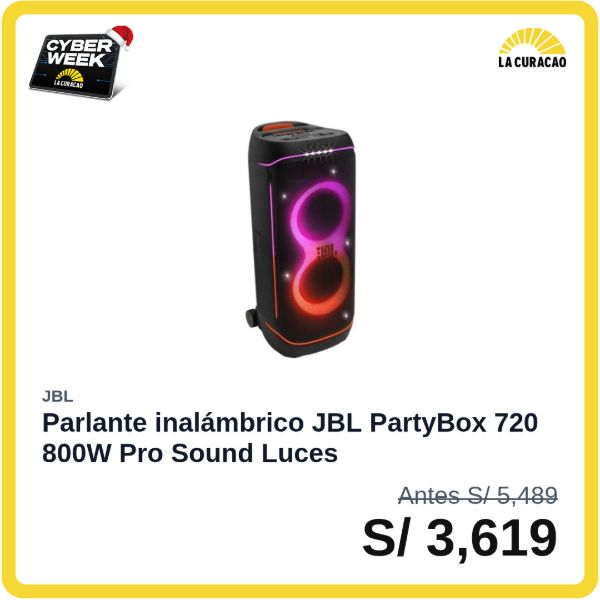 CYBER
WEEK
LA CURACAO
LA CURACAO
JBL
JBL
Parlante inalámbrico JBL PartyBox 720
800W Pro Sound Luces
Antes S/ 5,489
S/ 3,619